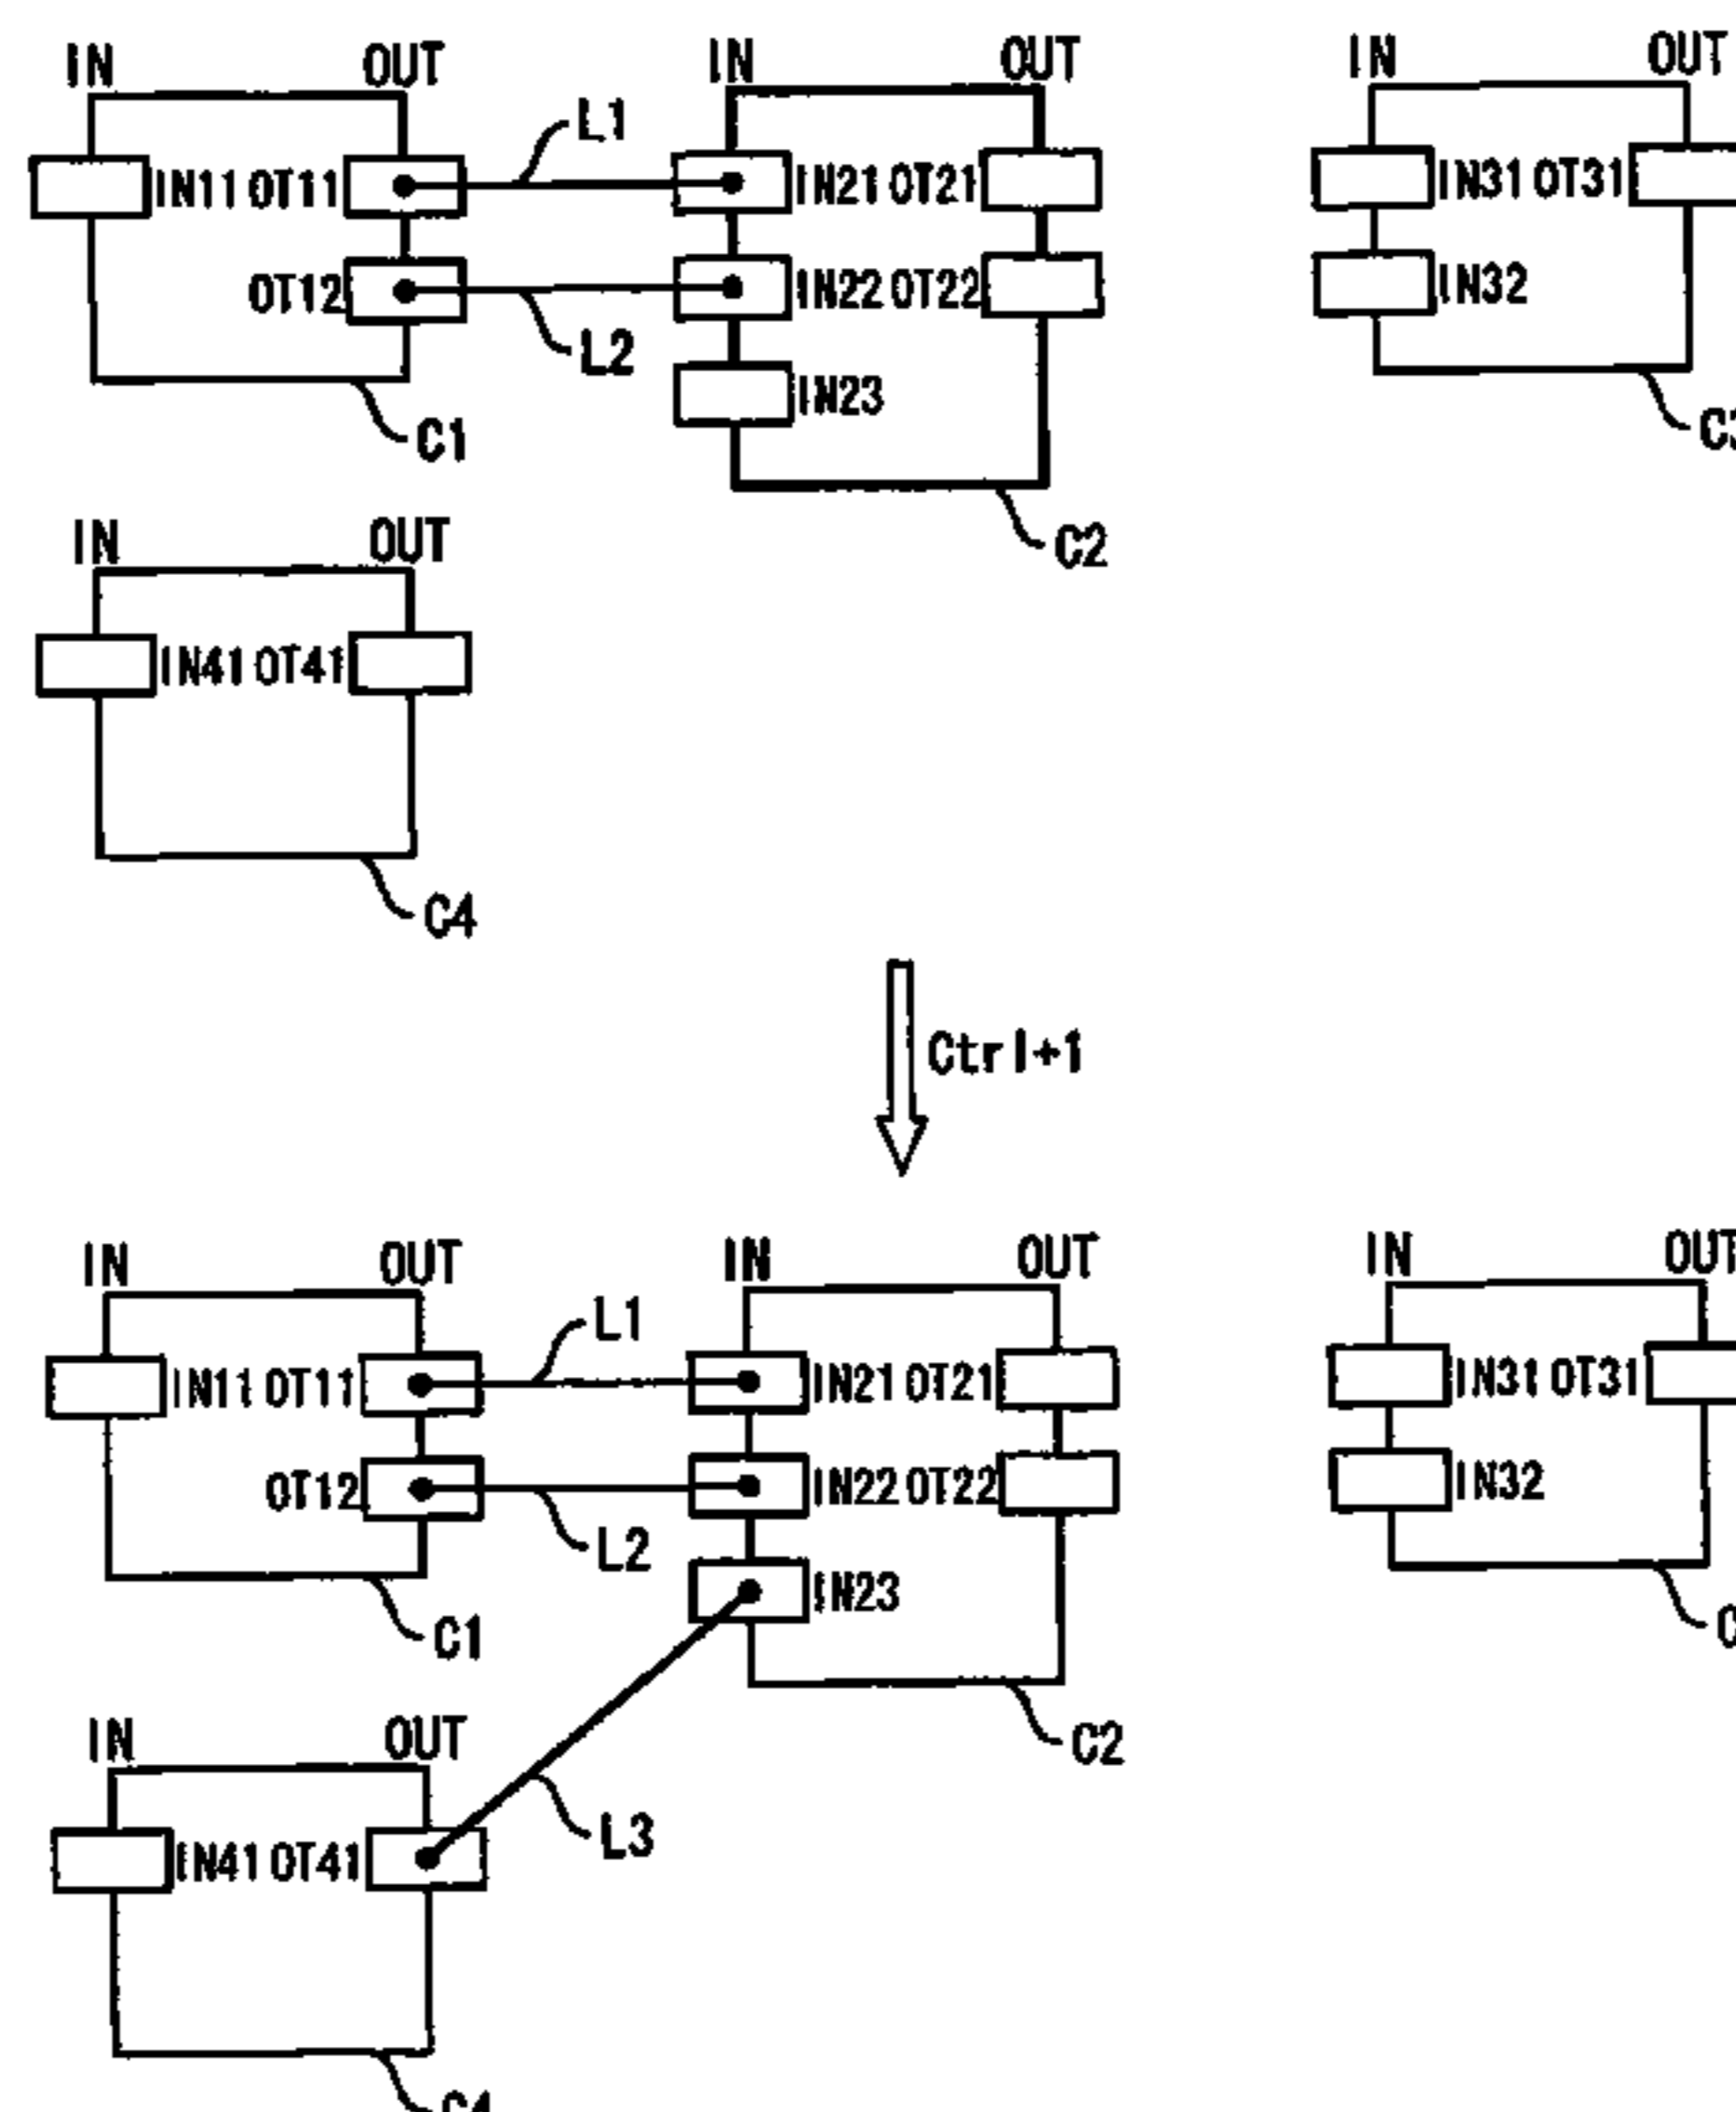 IN OUT IN OUT IN OUT
L1
IN11 OT11 IN21 OT21 IN31 OT31
OT12 IN22 OT22 IN32
L2
IN23
C1
C2
IN OUT
IN41 OT41
C4
Ctrl+1
IN OUT IN OUT IN OUT
L1
IN11 OT11 IN21 OT21 IN31 OT31
OT12 IN22 OT22 IN32
L2
IN23
C1
C2
IN OUT
L3
IN41 OT41